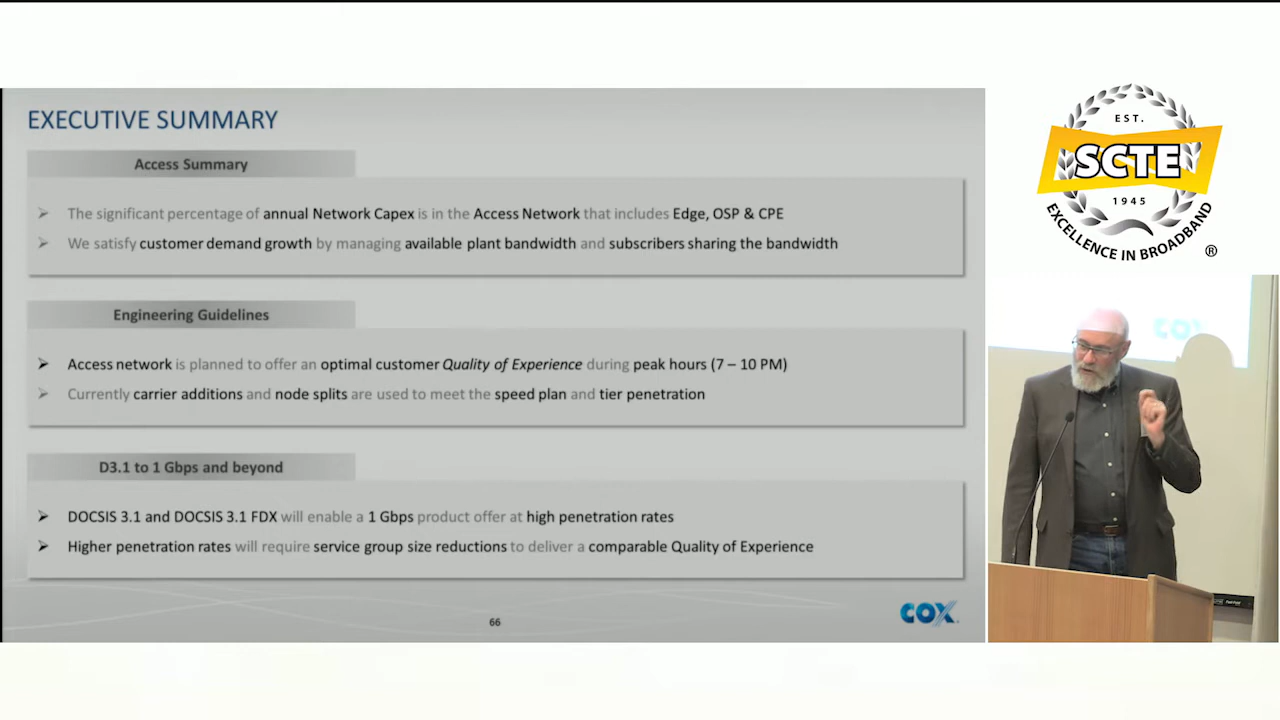 EXECUTIVE SUMMARY
Access Summary
➢ The significant percentage of annual Network Capex is in the Access Network that includes Edge, OSP & CPE
➢ We satisfy customer demand growth by managing available plant bandwidth and subscribers sharing the bandwidth
Engineering Guidelines
➢ Access network is planned to offer an optimal customer Quality of Experience during peak hours (7 – 10 PM)
➢ Currently carrier additions and node splits are used to meet the speed plan and tier penetration
D3.1 to 1 Gbps and beyond
➢ DOCSIS 3.1 and DOCSIS 3.1 FDX will enable a 1 Gbps product offer at high penetration rates
➢ Higher penetration rates will require service group size reductions to deliver a comparable Quality of Experience
66
COX
EST.
SCTE
1945
EXCELLENCE IN BROADBAND
®
COX